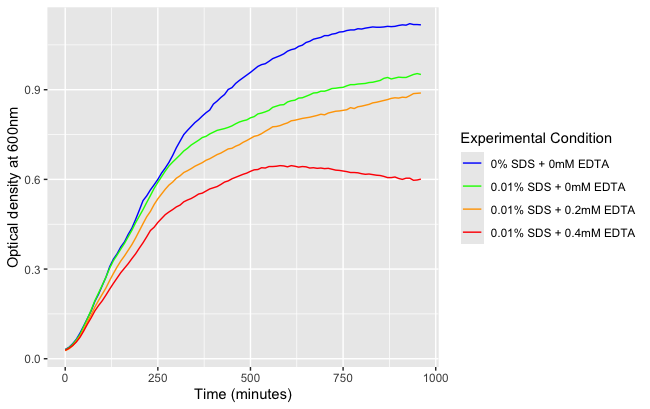 Optical density at 600nm
0.9
0.6
0.3
0.0
0 250 500 750 1000
Time (minutes)
Experimental Condition
0% SDS + 0mM EDTA
0.01% SDS + 0mM EDTA
0.01% SDS + 0.2mM EDTA
0.01% SDS + 0.4mM EDTA